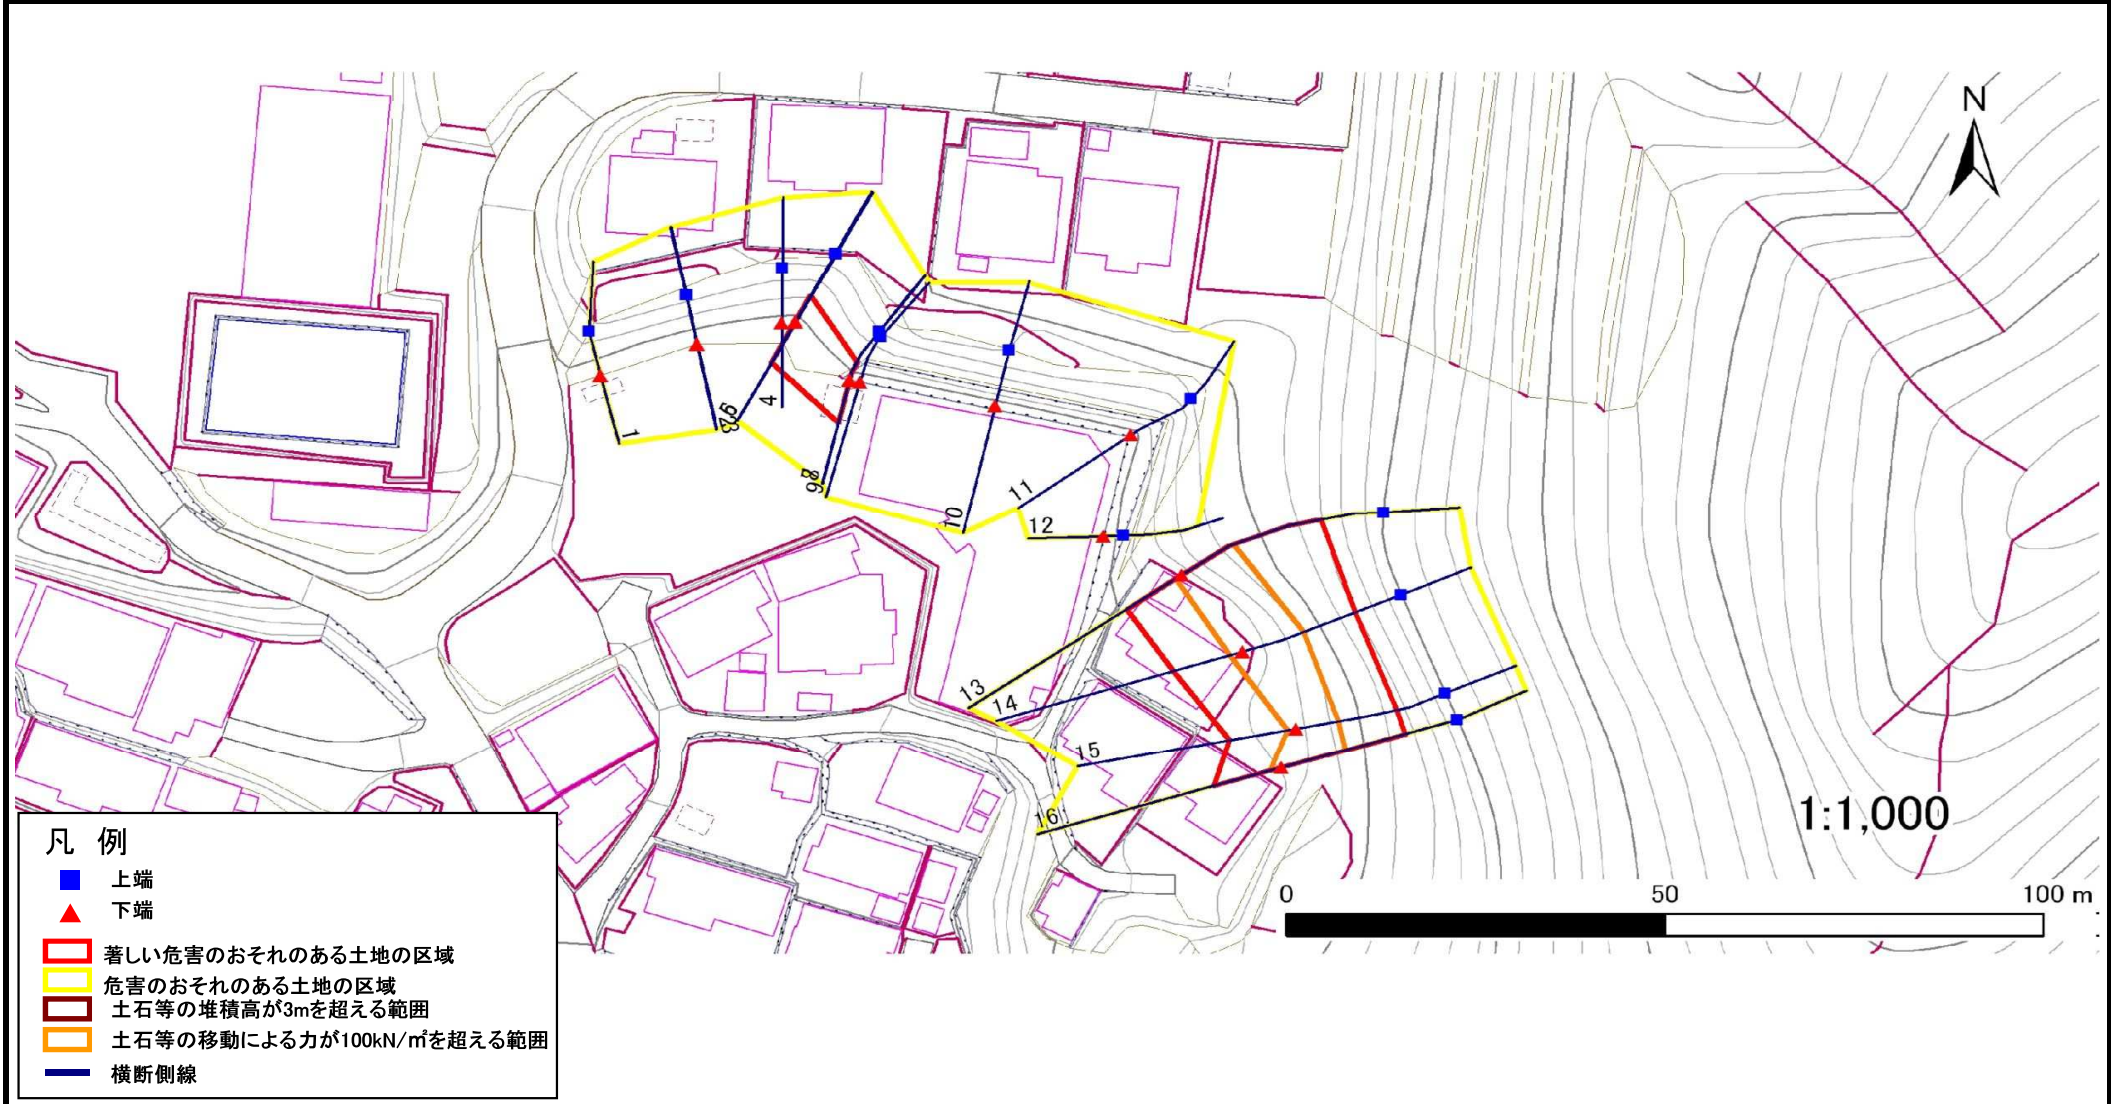 N
4
1
10
11
12
13
14
15
16
1:1,000
0 50 100 m
凡 例
上端
下端
著しい危害のおそれのある土地の区域
危害のおそれのある土地の区域
土石等の堆積高が3mを超える範囲
土石等の移動による力が100kN/㎡を超える範囲
横断側線